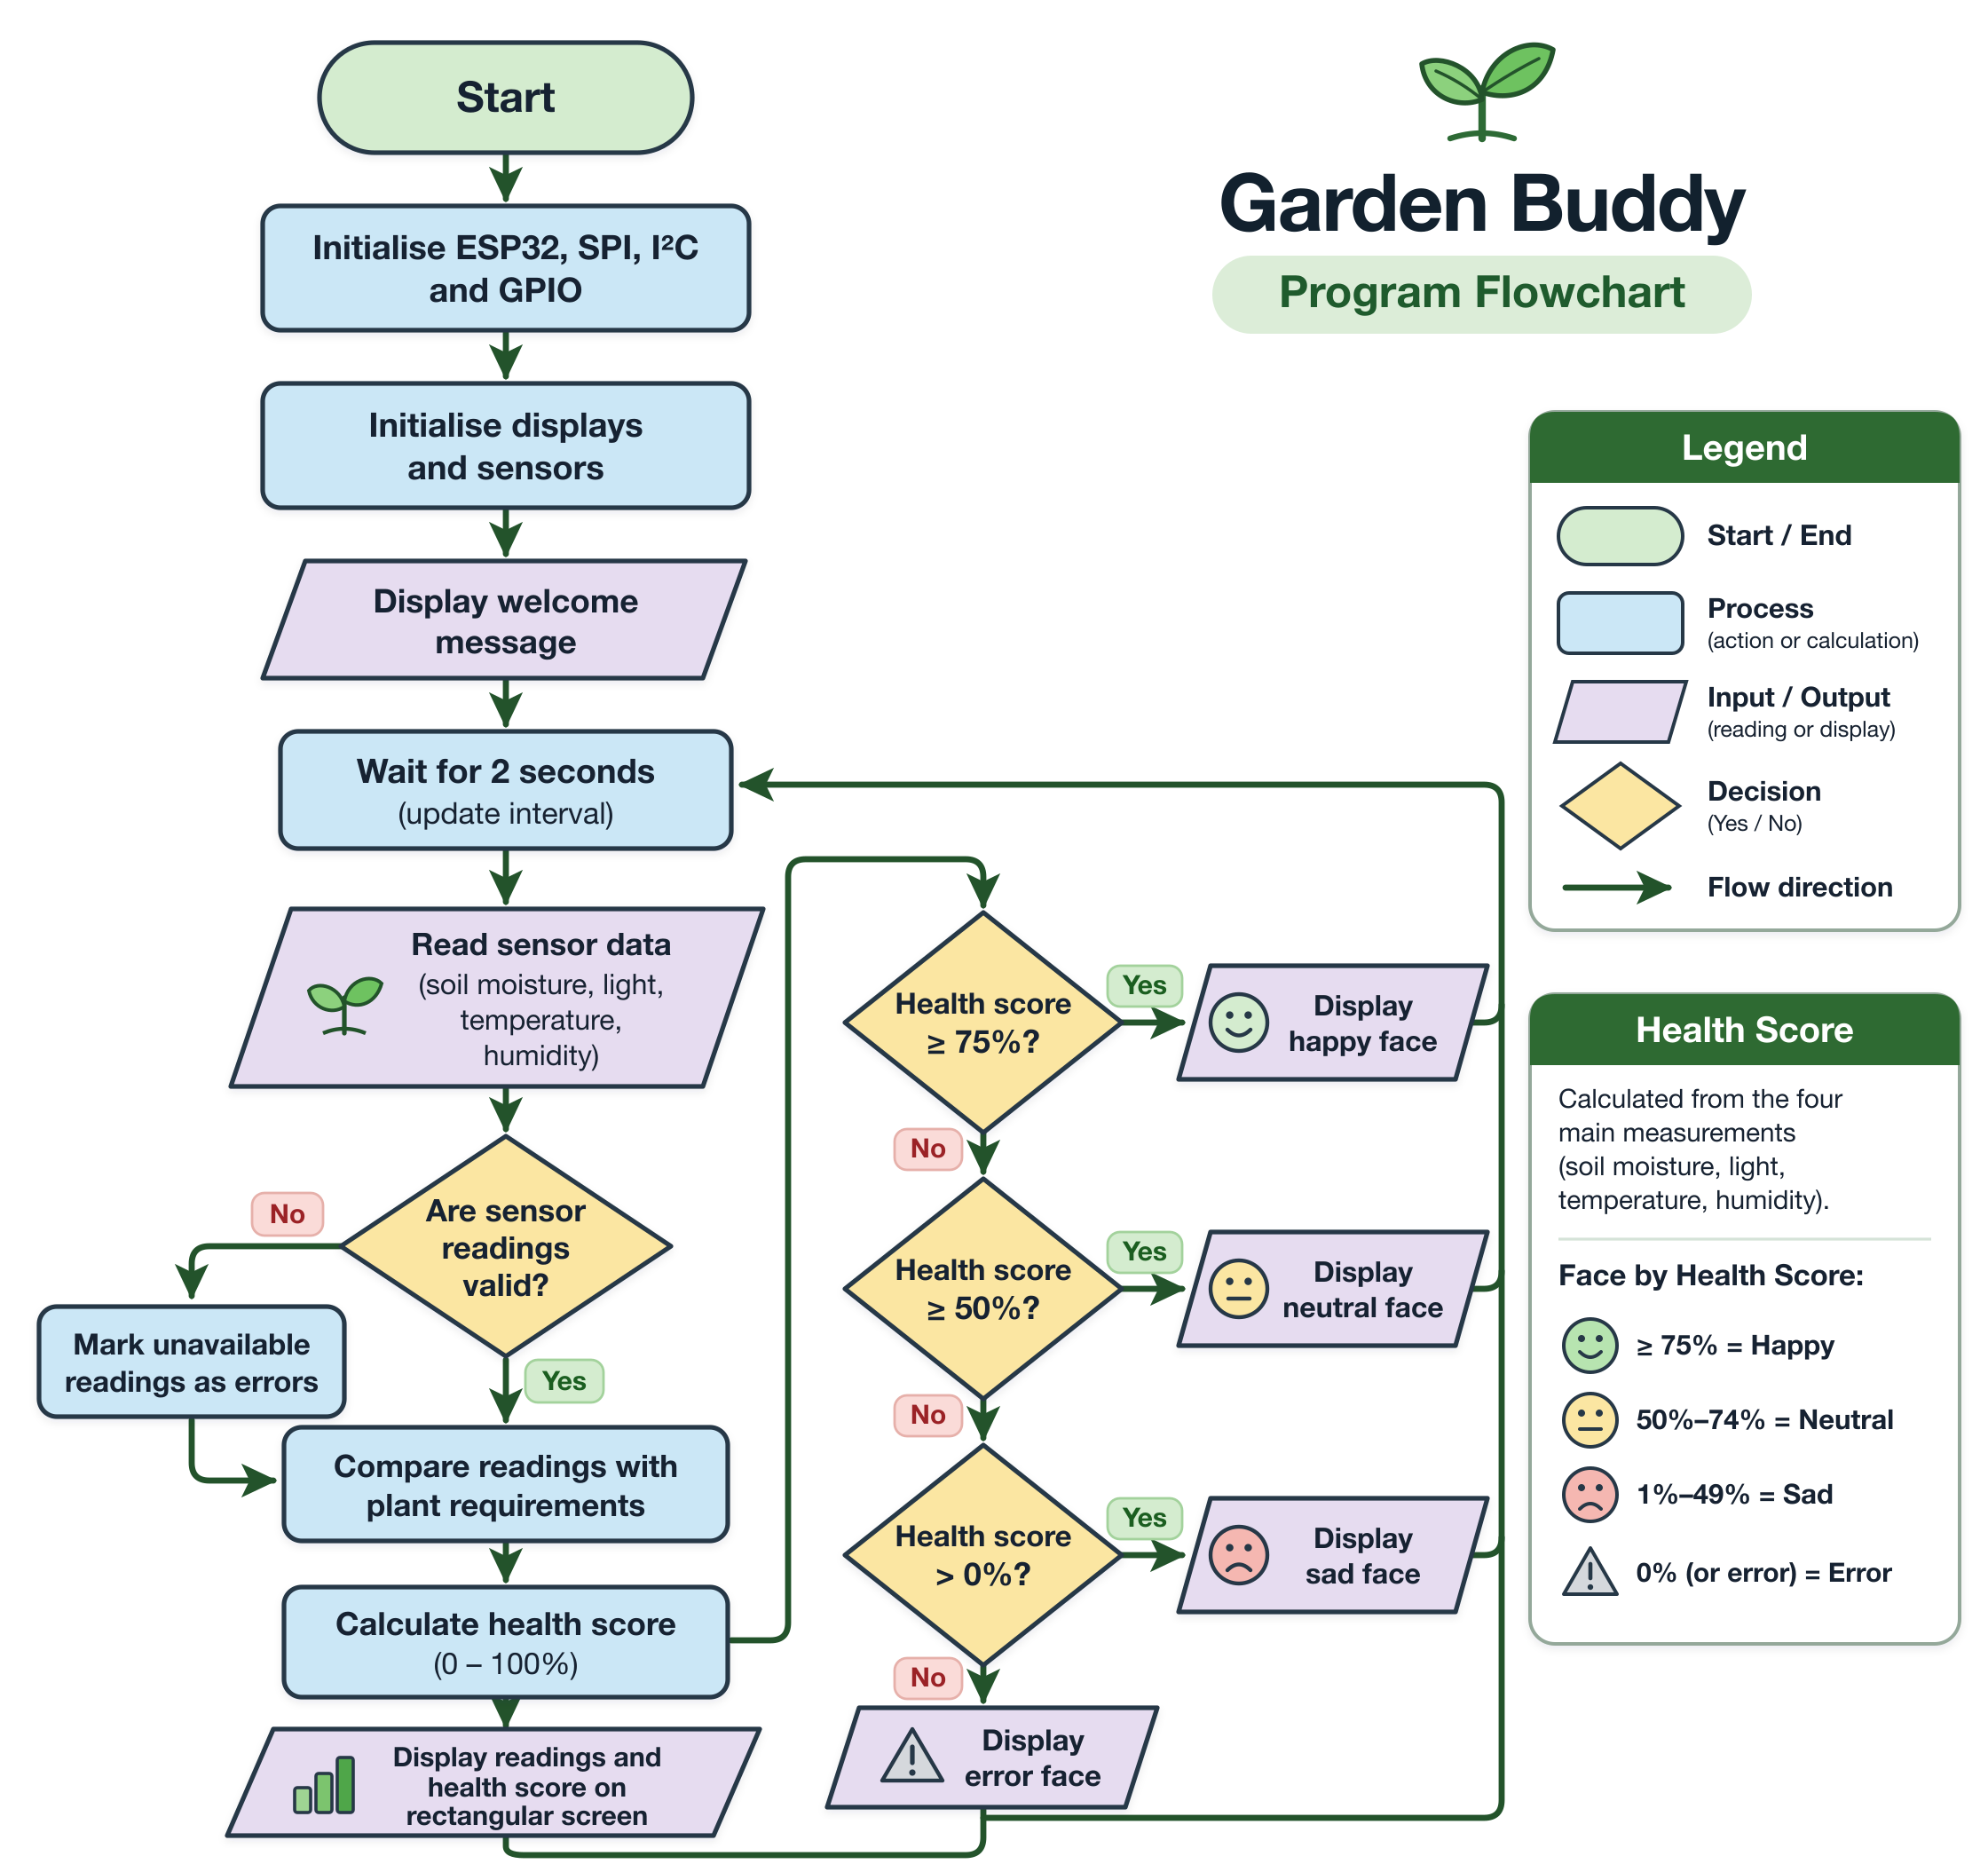 Start
Initialise ESP32, SPI, I²C
and GPIO
Initialise displays
and sensors
Display welcome
message
Wait for 2 seconds
(update interval)
Read sensor data
(soil moisture, light,
temperature,
humidity)
Are sensor
readings
valid?
No
Yes
Mark unavailable
readings as errors
Compare readings with
plant requirements
Calculate health score
(0 – 100%)
Display readings and
health score on
rectangular screen
Health score
≥ 75%?
Yes
Display
happy face
No
Health score
≥ 50%?
Yes
Display
neutral face
No
Health score
> 0%?
Yes
Display
sad face
No
Display
error face
Garden Buddy
Program Flowchart
Legend
Start / End
Process
(action or calculation)
Input / Output
(reading or display)
Decision
(Yes / No)
Flow direction
Health Score
Calculated from the four
main measurements
(soil moisture, light,
temperature, humidity).
Face by Health Score:
≥ 75% = Happy
50%–74% = Neutral
1%–49% = Sad
0% (or error) = Error